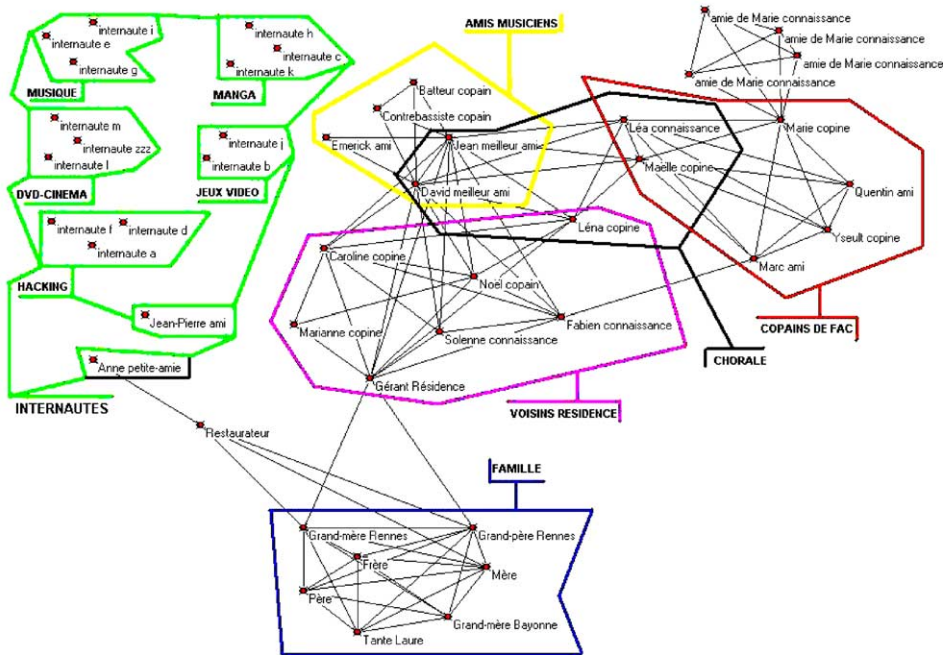 AMIS MUSICIENS
amie de Marie connaissance
amie de Marie connaissance
amie de Marie connaissance
amie de Marie connaissance
internaute i
internaute e
internaute g
MUSIQUE
internaute h
internaute c
internaute k
MANGA
internaute m
internaute zzz
internaute l
DVD-CINEMA
internaute j
internaute b
JEUX VIDEO
internaute f
internaute d
internaute a
HACKING
Jean-Pierre ami
Anne petite-amie
INTERNAUTES
Batteur copain
Contrebassiste copain
Emerick ami
Jean meilleur ami
David meilleur ami
Léa connaissance
Maëlle copine
Marie copine
Quentin ami
Yseult copine
Marc ami
COPAINS DE FAC
Léna copine
Caroline copine
Noël copain
Marianne copine
Solenne connaissance
Fabien connaissance
Gérant Résidence
CHORALE
VOISINS RESIDENCE
Restaurateur
FAMILLE
Grand-mère Rennes
Grand-père Rennes
Frère
Mère
Père
Grand-mère Bayonne
Tante Laure